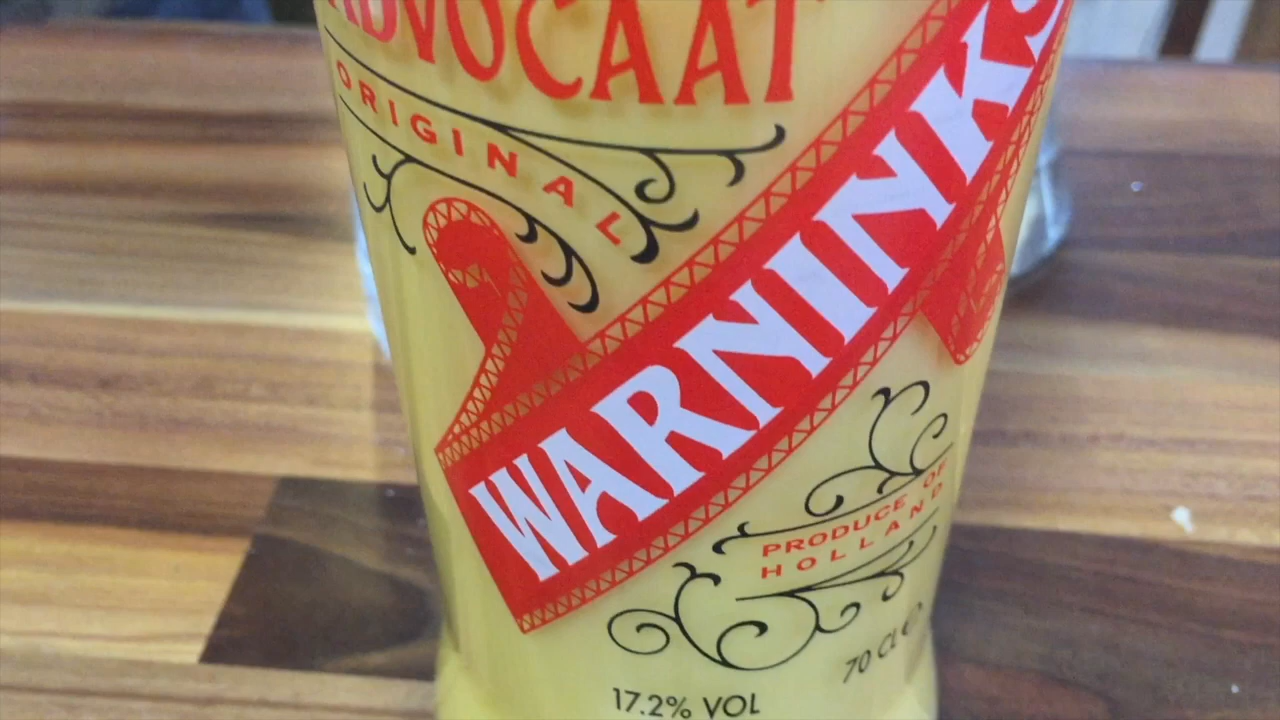 ADVOCAAT
ORIGINAL
WARNINKS
PRODUCE OF
HOLLAND
70 CL e
17.2% VOL